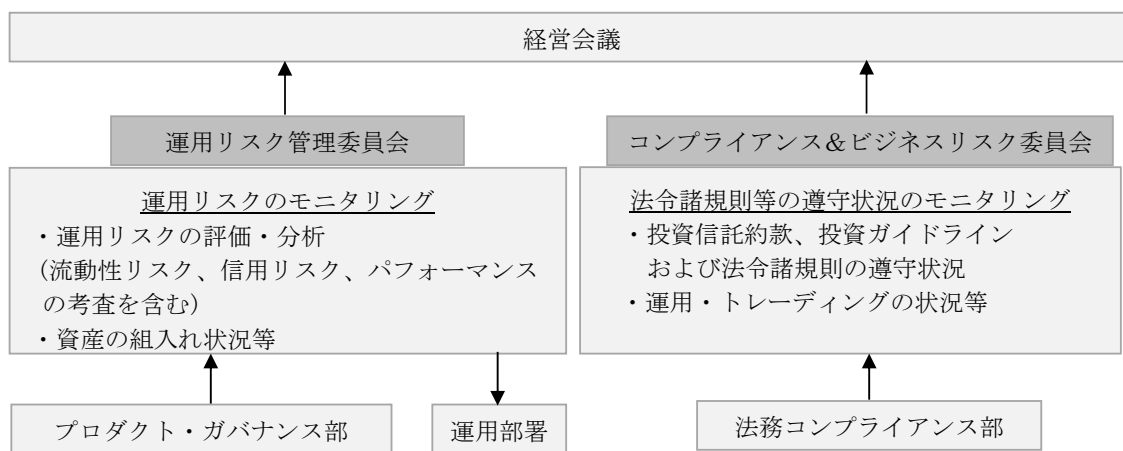 経営会議
運用リスク管理委員会
運用リスクのモニタリング
・運用リスクの評価・分析
(流動性リスク、信用リスク、パフォーマンス
の考査を含む)
・資産の組入れ状況等
プロダクト・ガバナンス部
運用部署
コンプライアンス＆ビジネスリスク委員会
法令諸規則等の遵守状況のモニタリング
・投資信託約款、投資ガイドライン
および法令諸規則の遵守状況
・運用・トレーディングの状況等
法務コンプライアンス部